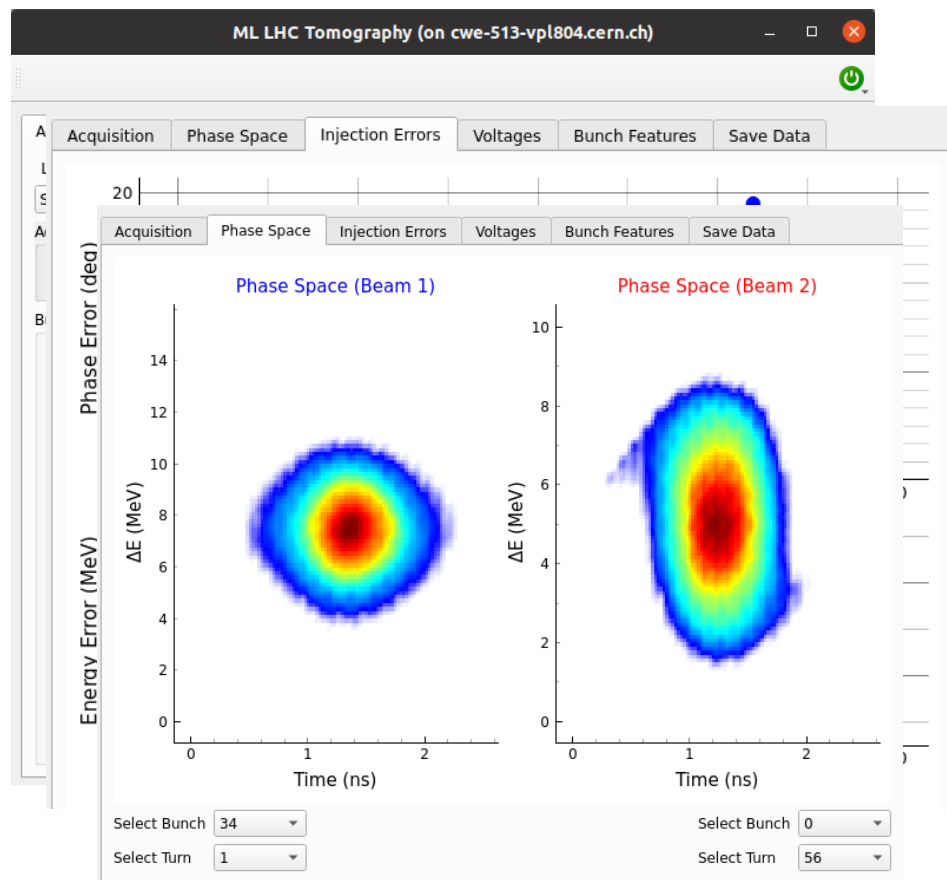 ML LHC Tomography (on cwe-513-vpl804.cern.ch)
Acquisition Phase Space Injection Errors Voltages Bunch Features Save Data
20
Phase Error (deg)
Energy Error (MeV)
Acquisition Phase Space Injection Errors Voltages Bunch Features Save Data
Phase Space (Beam 1)
ΔE (MeV)
14
12
10
8
6
4
2
0
0 1 2
Time (ns)
Phase Space (Beam 2)
ΔE (MeV)
10
8
6
4
2
0
0 1 2
Time (ns)
Select Bunch 34
Select Turn 1
Select Bunch 0
Select Turn 56